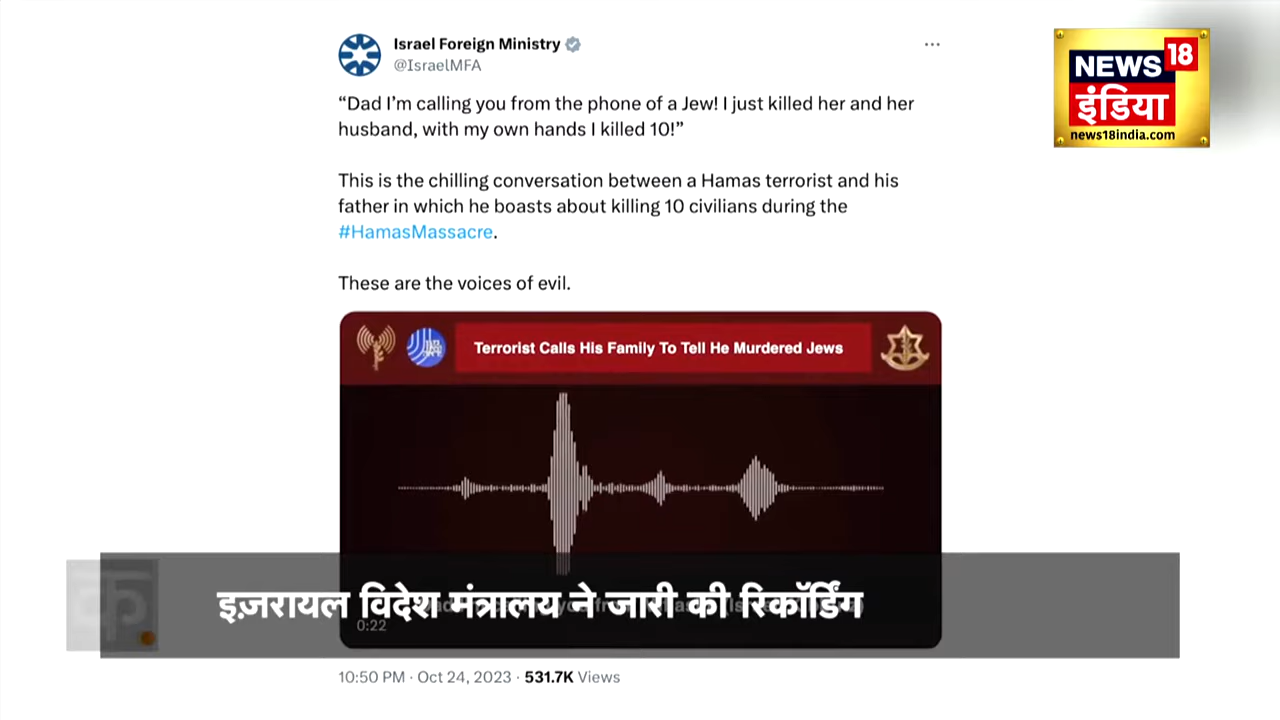 Israel Foreign Ministry
@IsraelMFA
NEWS 18
इंडिया
news18india.com
“Dad I’m calling you from the phone of a Jew! I just killed her and her
husband, with my own hands I killed 10!”
This is the chilling conversation between a Hamas terrorist and his
father in which he boasts about killing 10 civilians during the
#HamasMassacre.
These are the voices of evil.
Terrorist Calls His Family To Tell He Murdered Jews
इज़रायल विदेश मंत्रालय ने जारी की रिकॉर्डिंग
0:22
10:50 PM · Oct 24, 2023 · 531.7K Views